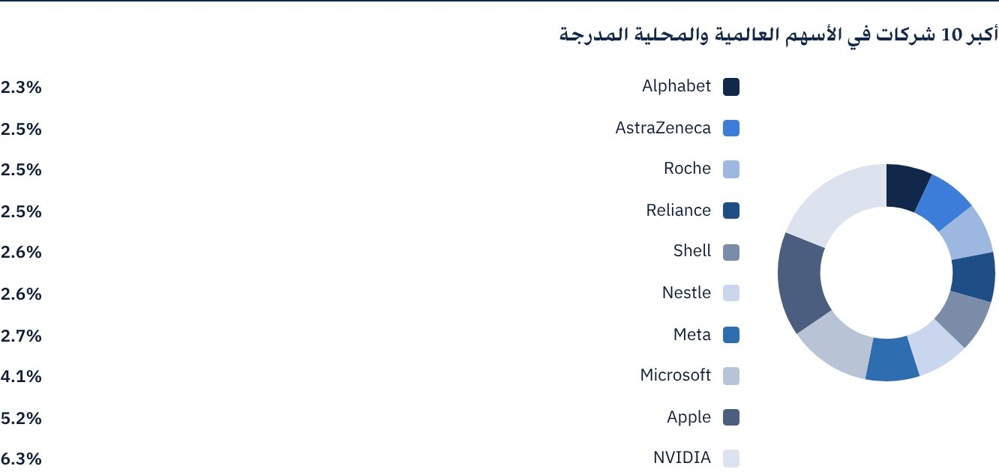 أكبر 10 شركات في الأسهم العالمية والمحلية المدرجة
Alphabet 2.3%
AstraZeneca 2.5%
Roche 2.5%
Reliance 2.5%
Shell 2.6%
Nestle 2.6%
Meta 2.7%
Microsoft 4.1%
Apple 5.2%
NVIDIA 6.3%